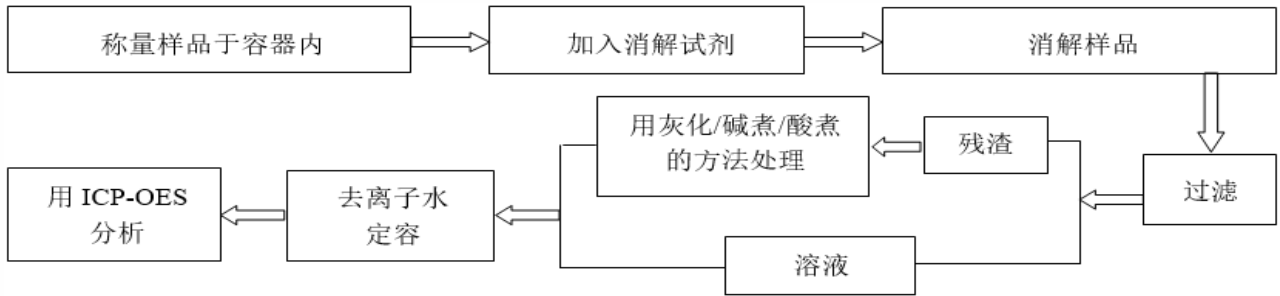 称量样品于容器内
加入消解试剂
消解样品
过滤
残渣
用灰化/碱煮/酸煮
的方法处理
溶液
去离子水
定容
用 ICP-OES
分析